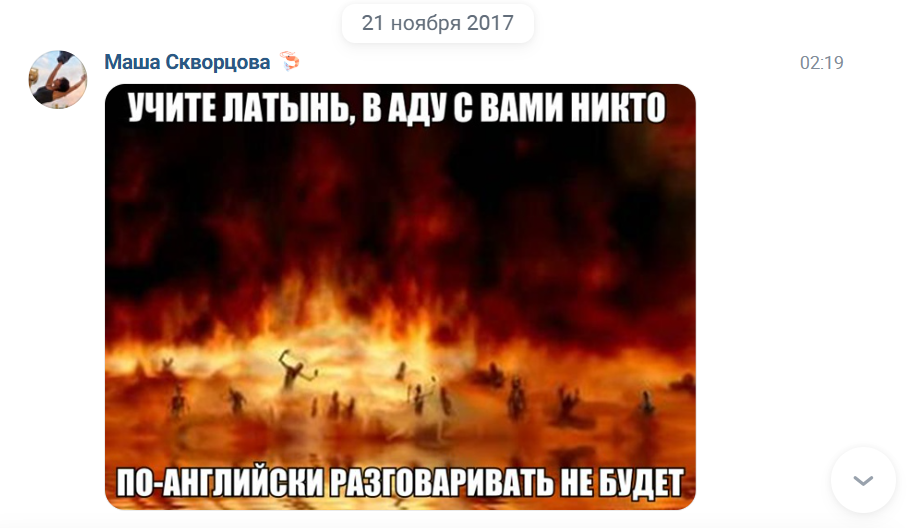 21 ноября 2017
Маша Скворцова 🦐
02:19
УЧИТЕ ЛАТЫНЬ, В АДУ С ВАМИ НИКТО
ПО-АНГЛИЙСКИ РАЗГОВАРИВАТЬ НЕ БУДЕТ